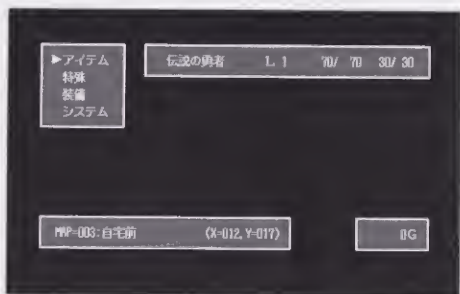 ▶アイテム
特殊
装備
システム
伝説の勇者 L 1 70/ 70 30/ 30
MAP=003:自宅前 (X=012,Y=017)
0G